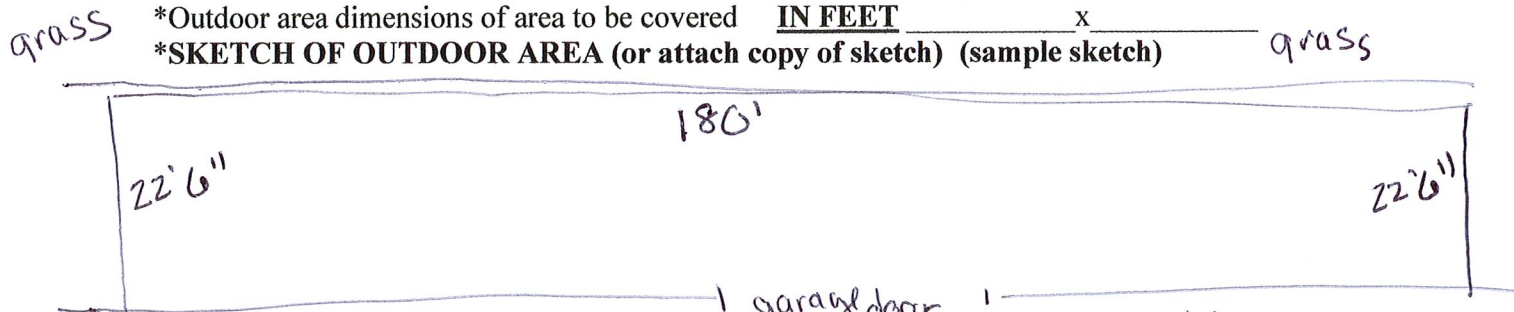 grass *Outdoor area dimensions of area to be covered IN FEET ____________x____________ grass
*SKETCH OF OUTDOOR AREA (or attach copy of sketch) (sample sketch)
180'
22'6" 22'6"
garage door